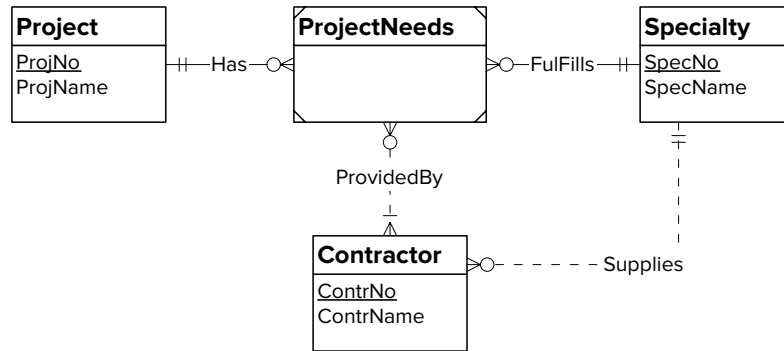 Project
ProjNo
ProjName
Has
ProjectNeeds
FulFills
Specialty
SpecNo
SpecName
ProvidedBy
Contractor
ContrNo
ContrName
Supplies